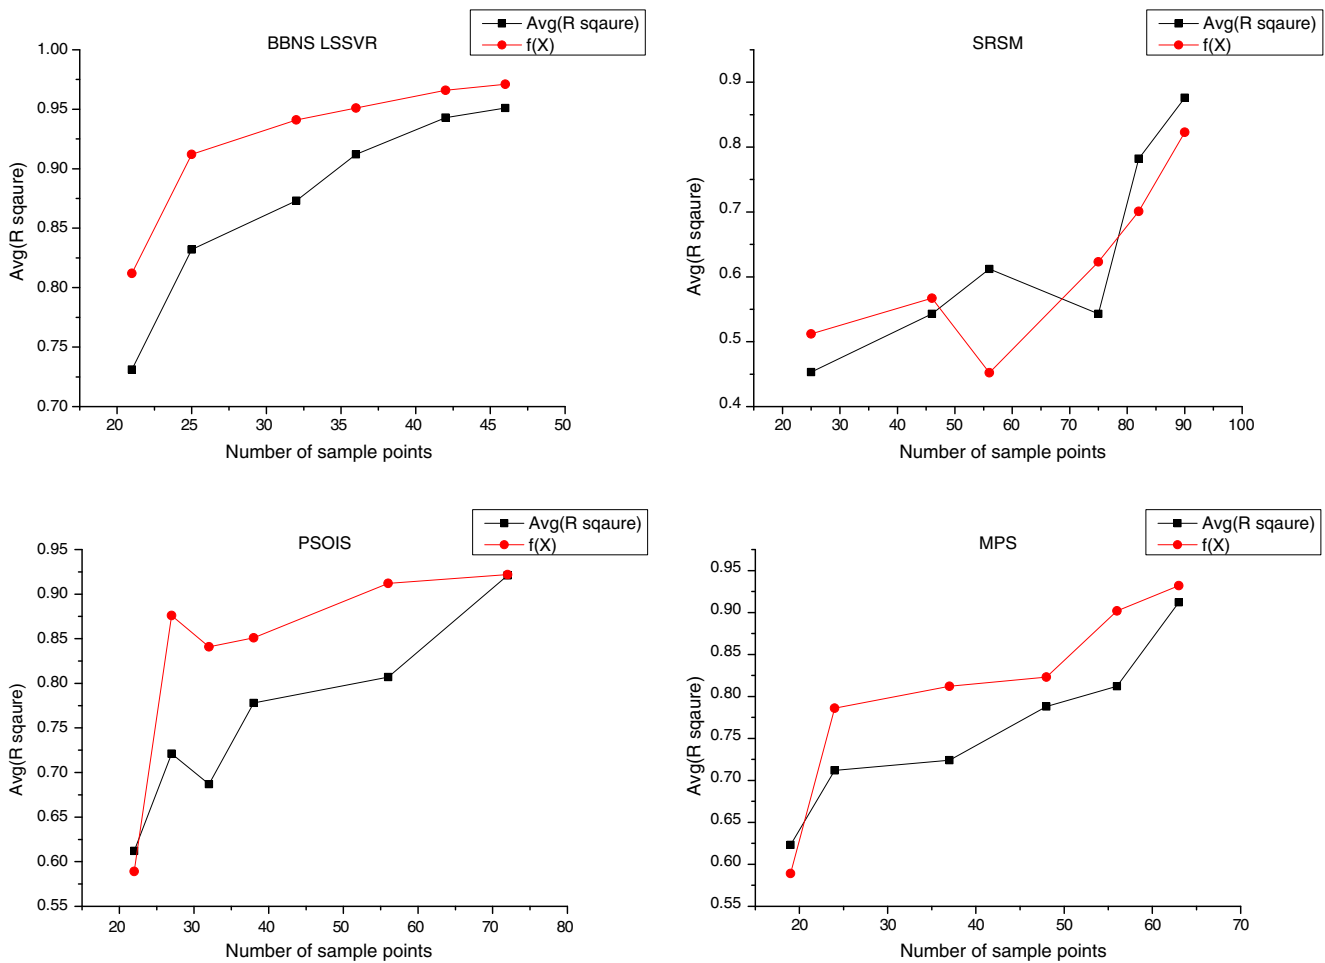 BBNS LSSVR
Avg(R sqaure)
f(X)
1.00
0.95
0.90
0.85
0.80
0.75
0.70
Avg(R sqaure)
20 25 30 35 40 45 50
Number of sample points
SRSM
Avg(R sqaure)
f(X)
0.9
0.8
0.7
0.6
0.5
0.4
Avg(R sqaure)
20 30 40 50 60 70 80 90 100
Number of sample points
PSOIS
Avg(R sqaure)
f(X)
0.95
0.90
0.85
0.80
0.75
0.70
0.65
0.60
0.55
Avg(R sqaure)
20 30 40 50 60 70 80
Number of sample points
MPS
Avg(R sqaure)
f(X)
0.95
0.90
0.85
0.80
0.75
0.70
0.65
0.60
0.55
Avg(R sqaure)
20 30 40 50 60 70
Number of sample points